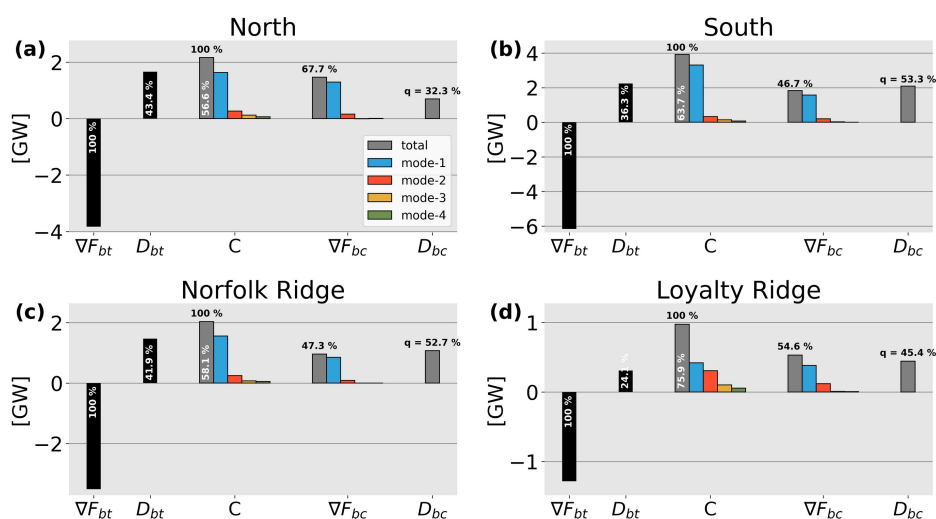 North
(a)
[GW]
2
0
−2
−4
100 %
43.4 %
100 %
56.6 %
67.7 %
q = 32.3 %
total
mode-1
mode-2
mode-3
mode-4
∇F_bt
D_bt
C
∇F_bc
D_bc
South
(b)
[GW]
4
2
0
−2
−4
−6
100 %
36.3 %
100 %
63.7 %
46.7 %
q = 53.3 %
∇F_bt
D_bt
C
∇F_bc
D_bc
Norfolk Ridge
(c)
[GW]
2
0
−2
100 %
41.9 %
100 %
58.1 %
47.3 %
q = 52.7 %
∇F_bt
D_bt
C
∇F_bc
D_bc
Loyalty Ridge
(d)
[GW]
1
0
−1
100 %
100 %
75.9 %
54.6 %
q = 45.4 %
∇F_bt
D_bt
C
∇F_bc
D_bc